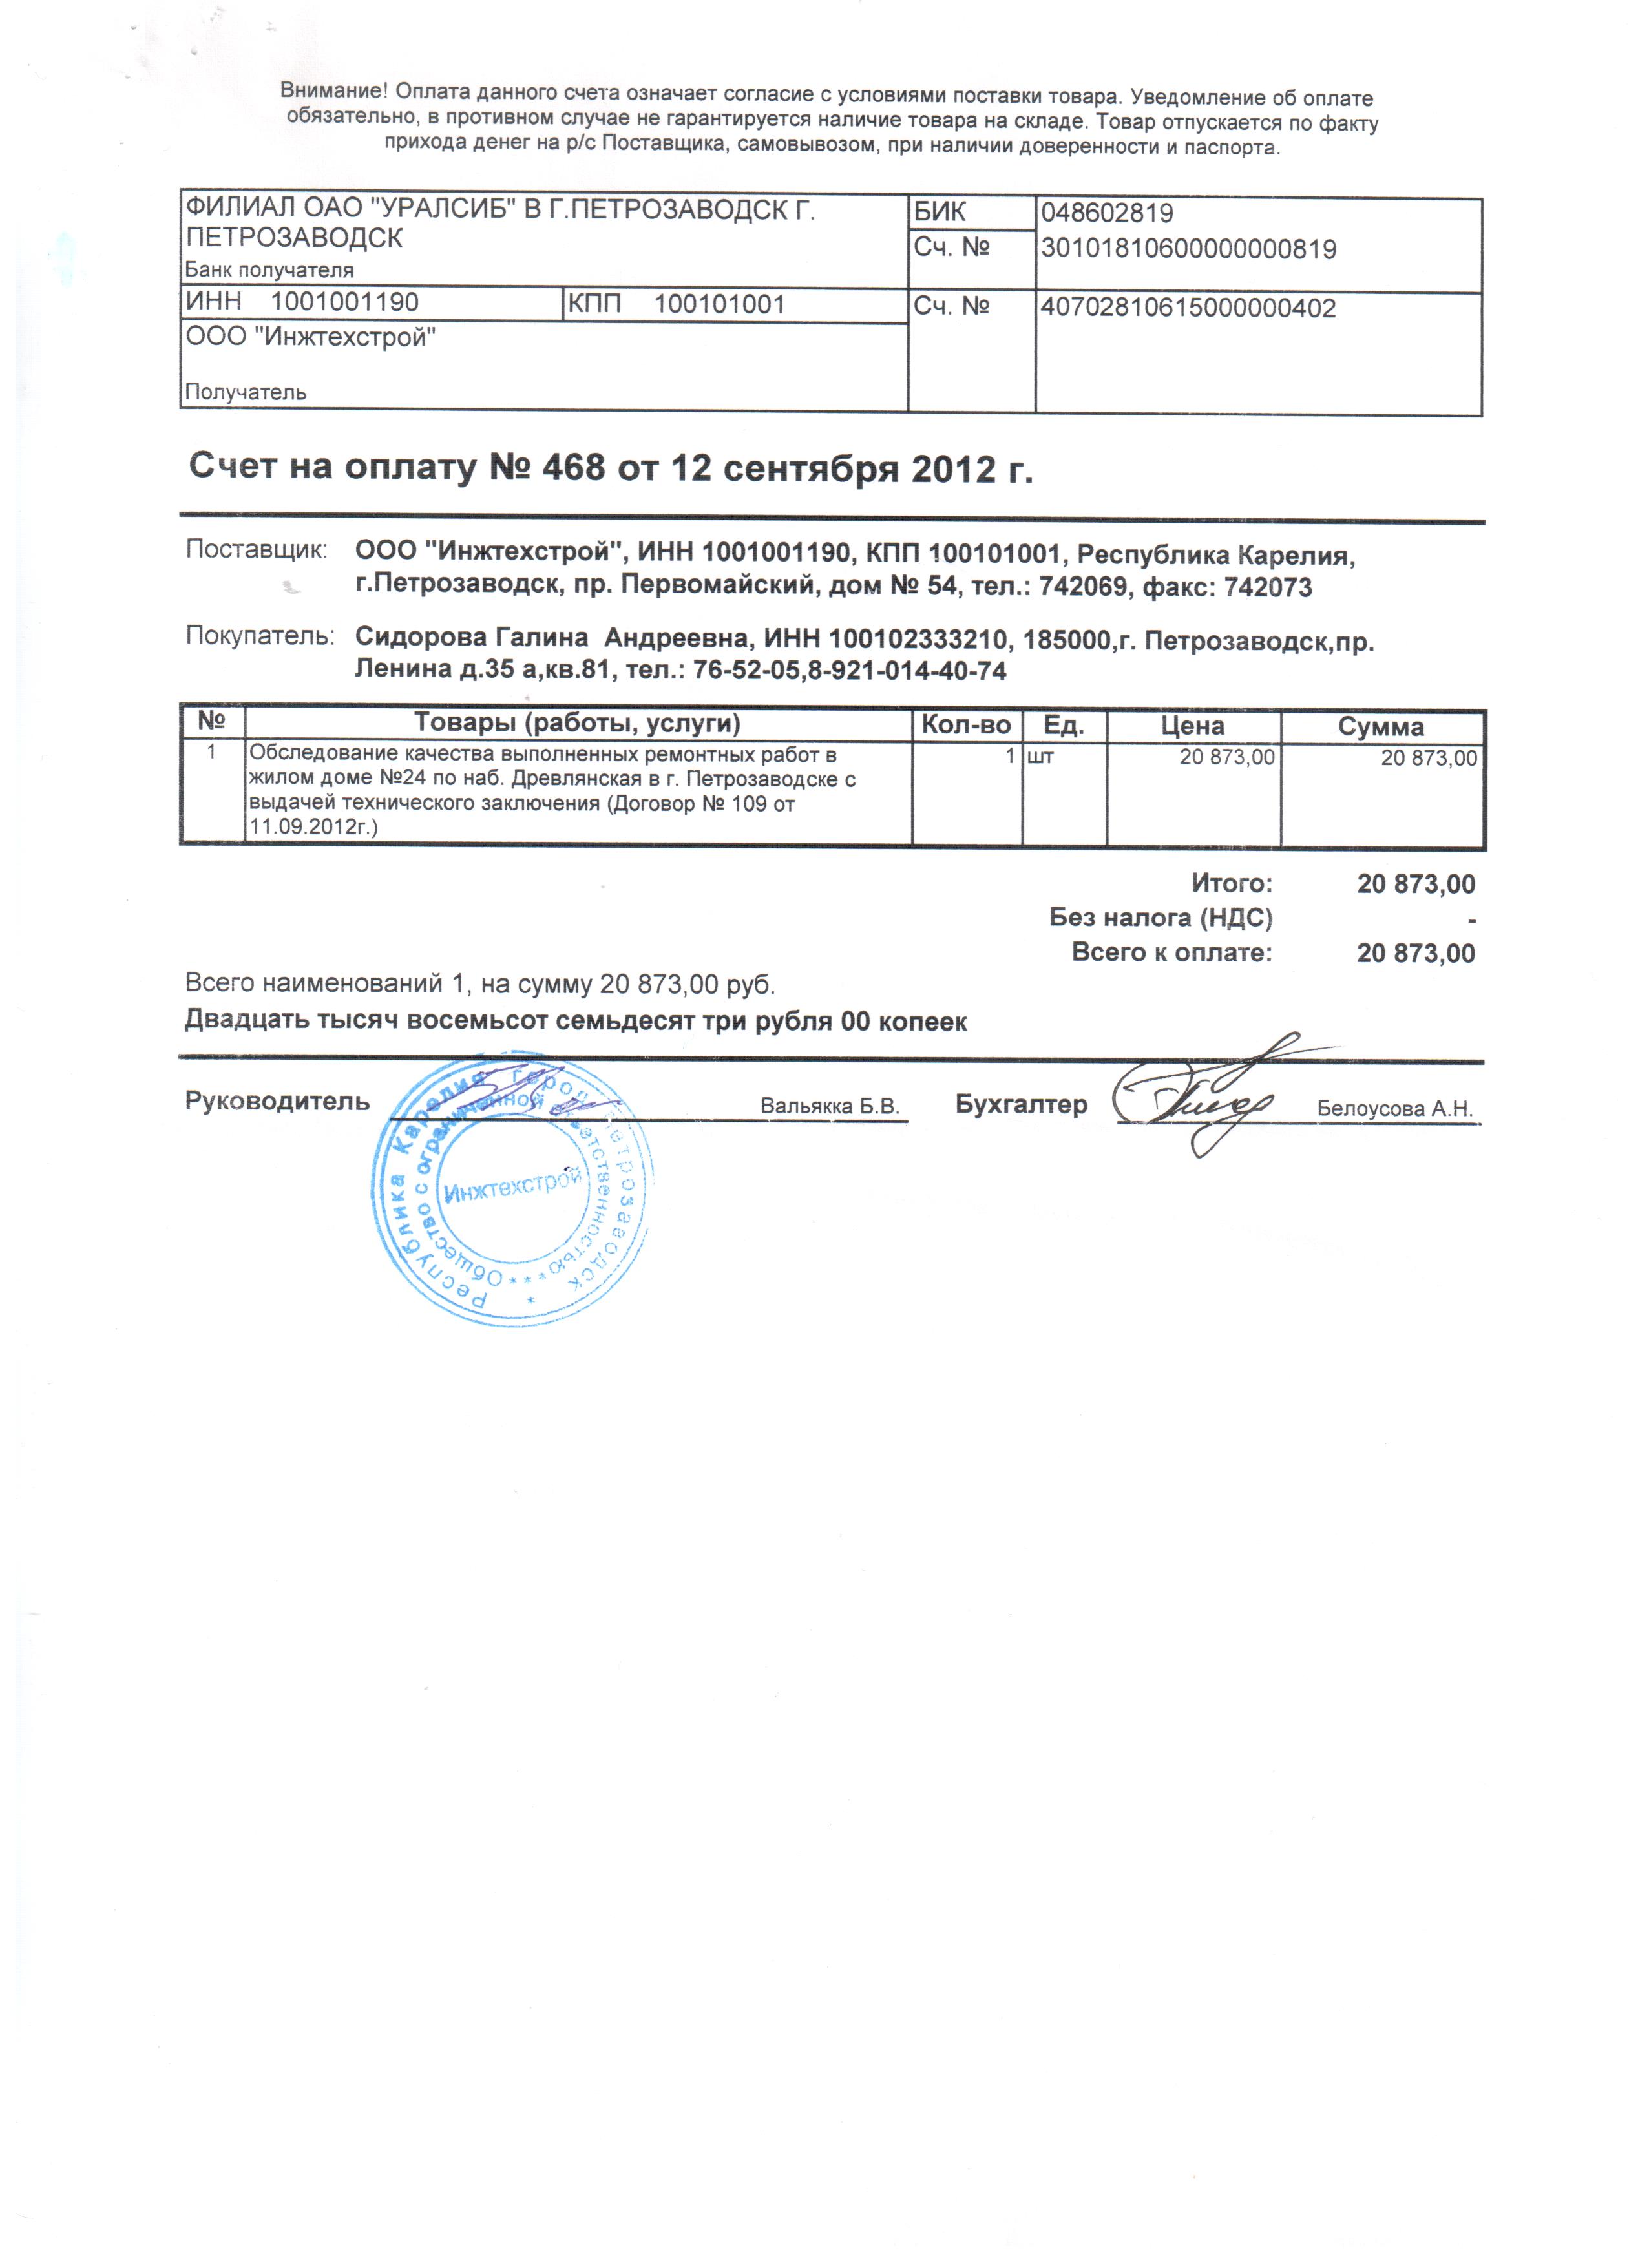 Внимание! Оплата данного счета означает согласие с условиями поставки товара. Уведомление об оплате
обязательно, в противном случае не гарантируется наличие товара на складе. Товар отпускается по факту
прихода денег на р/с Поставщика, самовывозом, при наличии доверенности и паспорта.
ФИЛИАЛ ОАО "УРАЛСИБ" В Г.ПЕТРОЗАВОДСК Г.
ПЕТРОЗАВОДСК
Банк получателя
БИК 048602819
Сч. № 30101810600000000819
ИНН 1001001190 КПП 100101001 Сч. № 40702810615000000402
ООО "Инжтехстрой"
Получатель
Счет на оплату № 468 от 12 сентября 2012 г.
Поставщик: ООО "Инжтехстрой", ИНН 1001001190, КПП 100101001, Республика Карелия,
г.Петрозаводск, пр. Первомайский, дом № 54, тел.: 742069, факс: 742073
Покупатель: Сидорова Галина Андреевна, ИНН 100102333210, 185000,г. Петрозаводск,пр.
Ленина д.35 а,кв.81, тел.: 76-52-05,8-921-014-40-74
№ Товары (работы, услуги) Кол-во Ед. Цена Сумма
1 Обследование качества выполненных ремонтных работ в 1 шт 20 873,00 20 873,00
жилом доме №24 по наб. Древлянская в г. Петрозаводске с
выдачей технического заключения (Договор № 109 от
11.09.2012г.)
Итого: 20 873,00
Без налога (НДС) -
Всего к оплате: 20 873,00
Всего наименований 1, на сумму 20 873,00 руб.
Двадцать тысяч восемьсот семьдесят три рубля 00 копеек
Руководитель Вальякка Б.В. Бухгалтер Белоусова А.Н.
Республика Карелия город Петрозаводск *
Общество с ограниченной ответственностью ***
Инжтехстрой